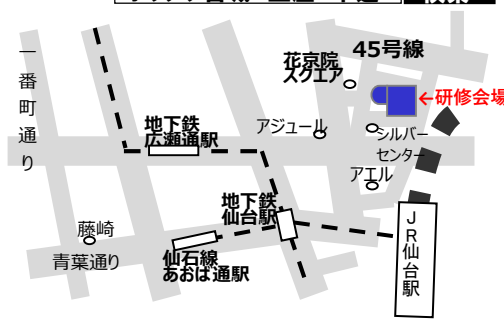 45号線
花京院
スクエア
←研修会場
一番町通り
地下鉄
広瀬通駅
アジュール
シルバー
センター
アエル
地下鉄
仙台駅
藤崎
青葉通り
仙石線
あおば通駅
JR仙台駅